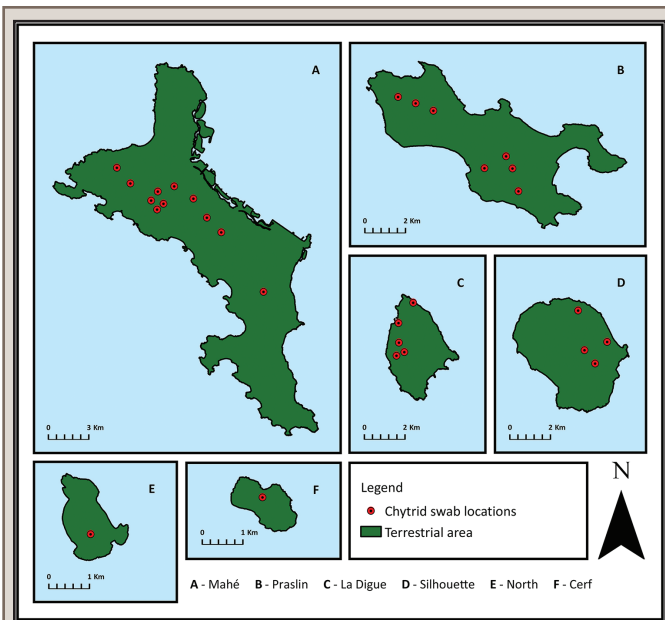 A
0 3 Km
B
0 2 Km
C
0 2 Km
D
0 2 Km
E
0 1 Km
F
0 1 Km
Legend
Chytrid swab locations
Terrestrial area
N
A - Mahé B - Praslin C - La Digue D - Silhouette E - North F - Cerf